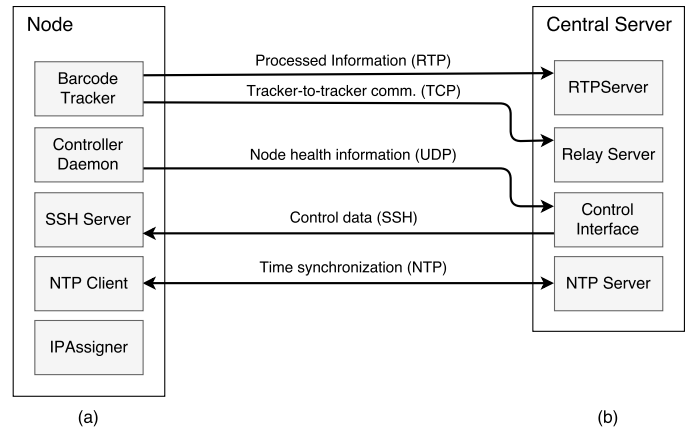 Node
Central Server
Processed Information (RTP)
Barcode
Tracker
RTPServer
Tracker-to-tracker comm. (TCP)
Controller
Daemon
Node health information (UDP)
Relay Server
SSH Server
Control data (SSH)
Control
Interface
NTP Client
Time synchronization (NTP)
NTP Server
IPAssigner
(a)
(b)